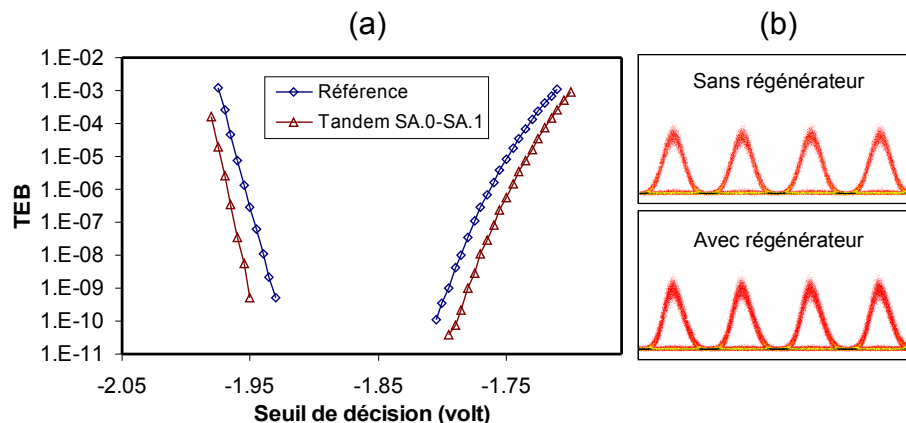 (a)
TEB
1.E-02
1.E-03
1.E-04
1.E-05
1.E-06
1.E-07
1.E-08
1.E-09
1.E-10
1.E-11
Référence
Tandem SA.0-SA.1
-2.05
-1.95
-1.85
-1.75
Seuil de décision (volt)
(b)
Sans régénérateur
Avec régénérateur